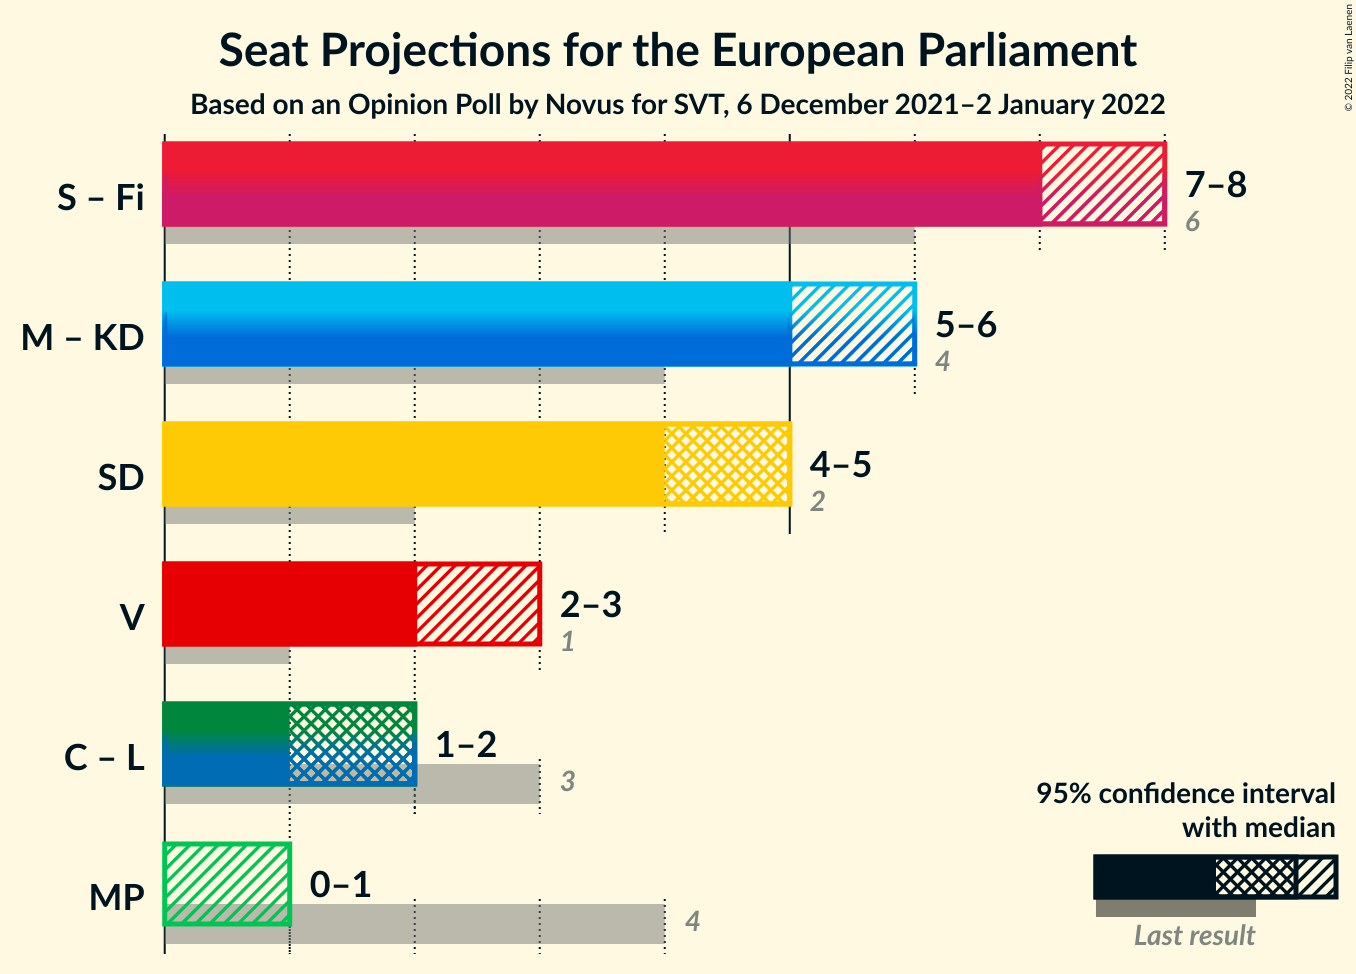 Seat Projections for the European Parliament
Based on an Opinion Poll by Novus for SVT, 6 December 2021–2 January 2022
© 2022 Filip van Laenen
S – Fi
7–8
6
M – KD
5–6
4
SD
4–5
2
V
2–3
1
C – L
1–2
3
MP
0–1
4
95% confidence interval
with median
Last result